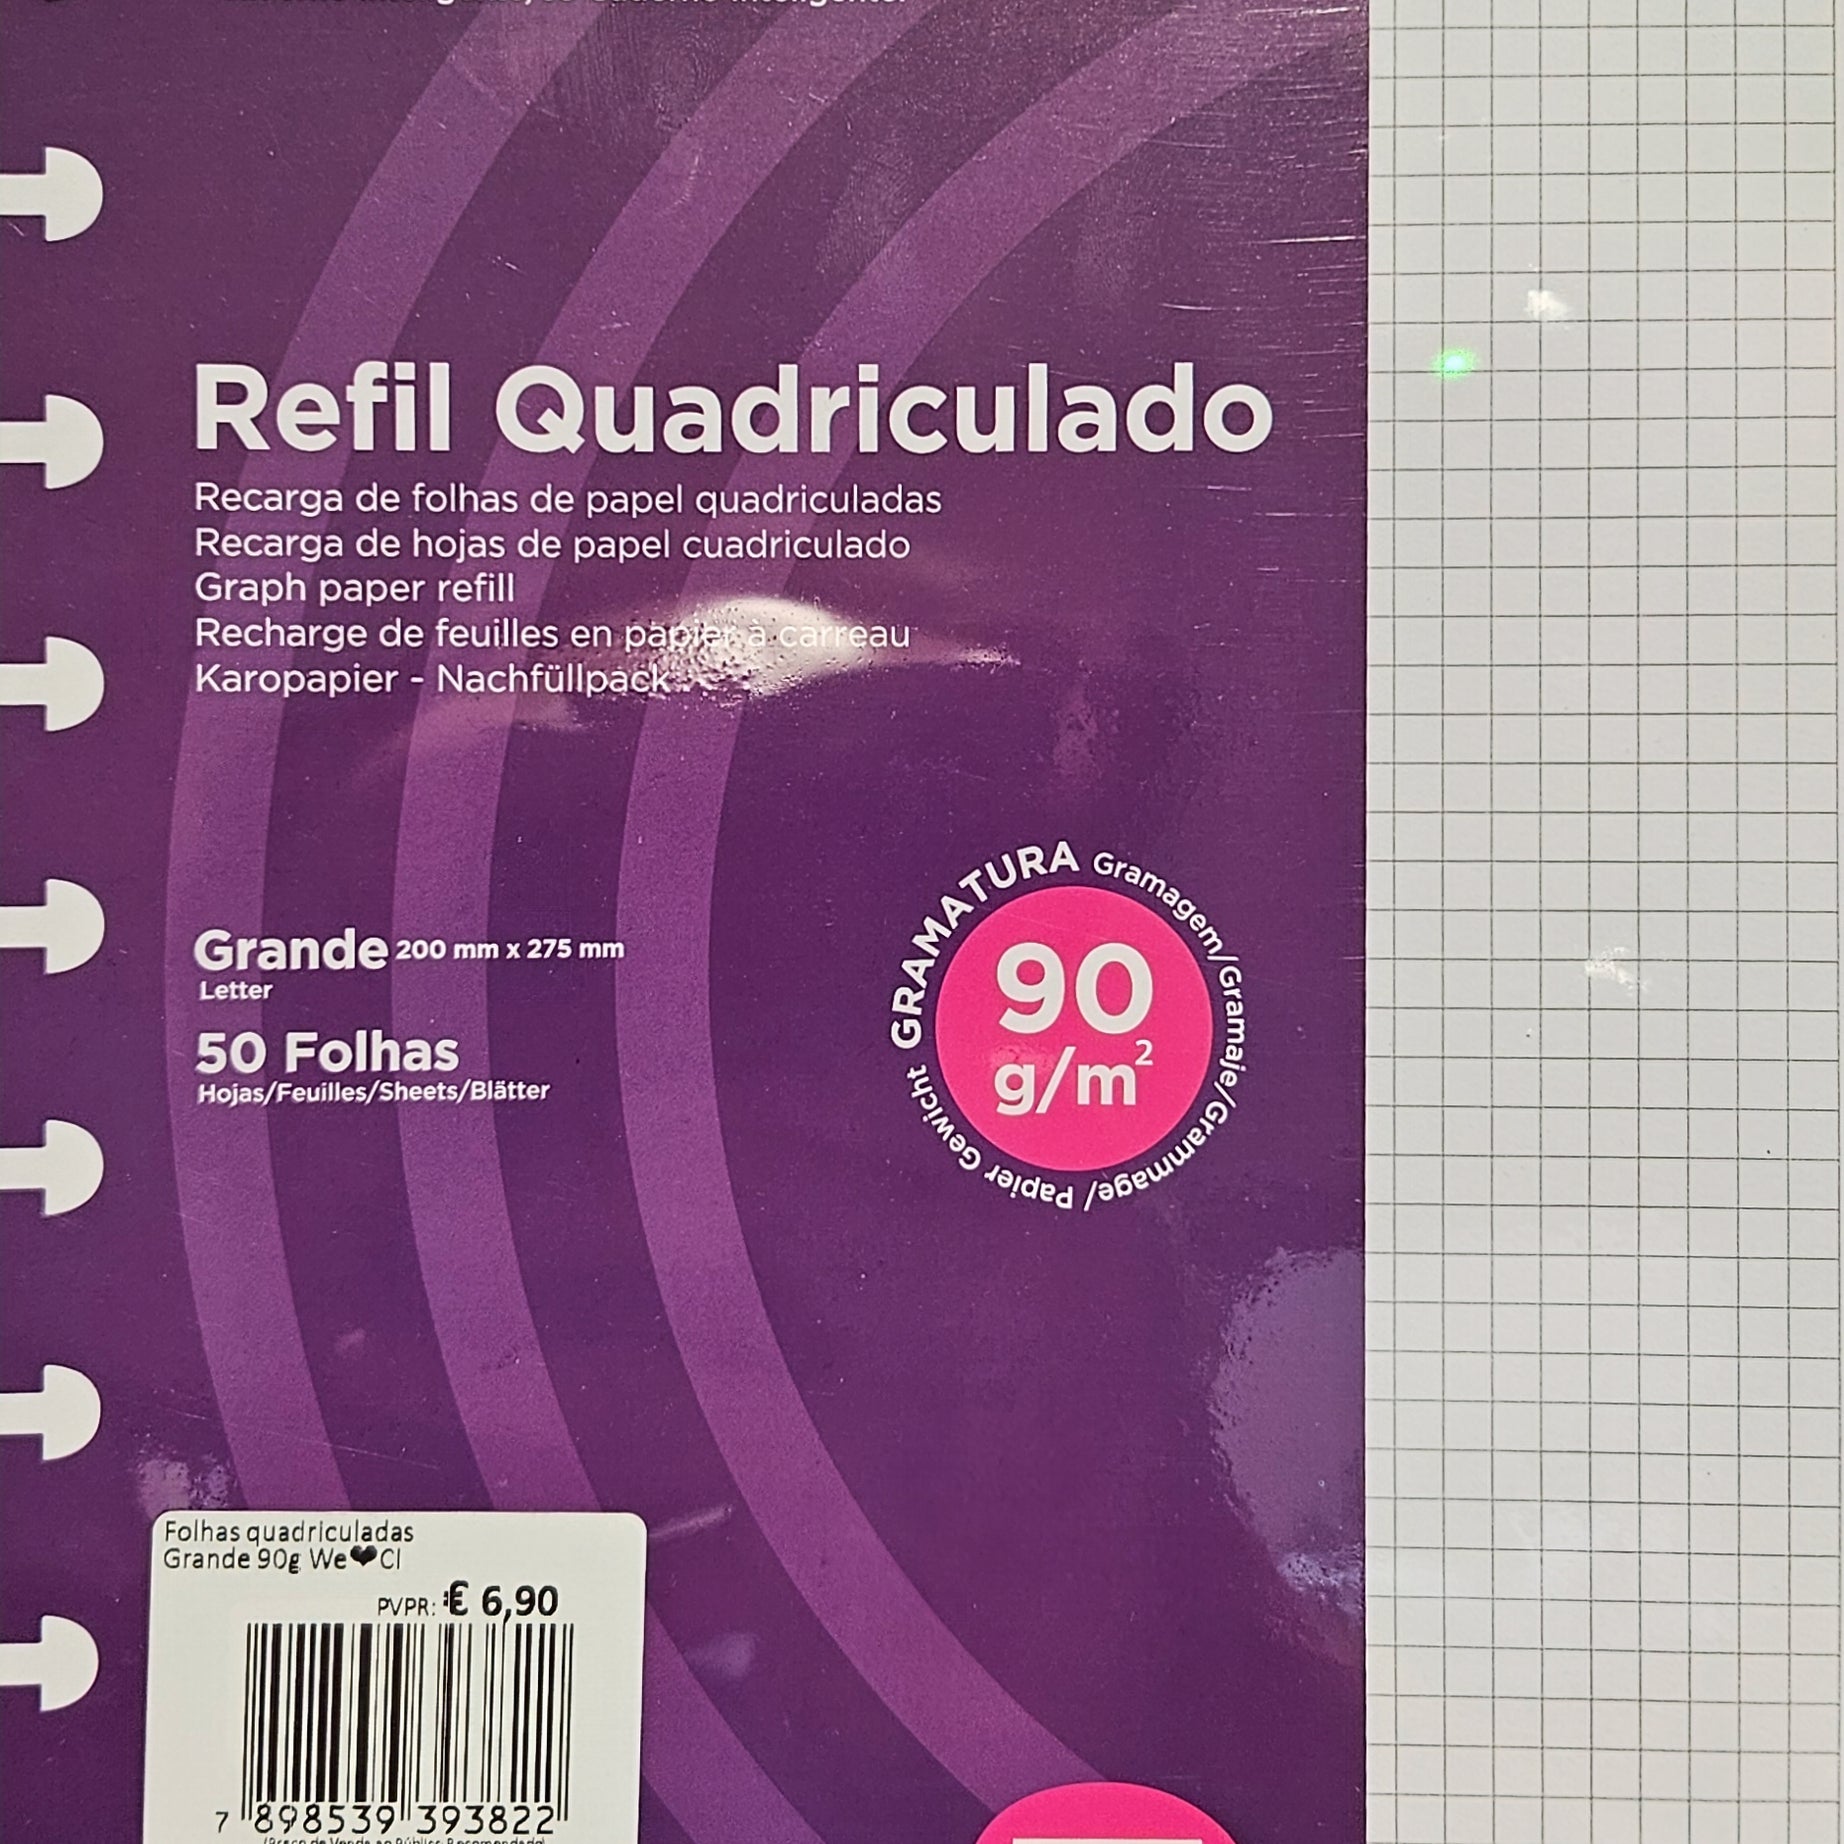 Refil Quadriculado
Recarga de folhas de papel quadriculadas
Recarga de hojas de papel cuadriculado
Graph paper refill
Recharge de feuilles en papier à carreau
Karopapier - Nachfüllpack
Grande 200 mm x 275 mm
Letter
50 Folhas
Hojas/Feuilles/Sheets/Blätter
GRAMATURA Gramagem/Gramaje/Grammage/ Papier Gewicht
90
g/m²
Folhas quadriculadas
Grande 90g We❤CI
PVPR: € 6,90
7 898539 393822